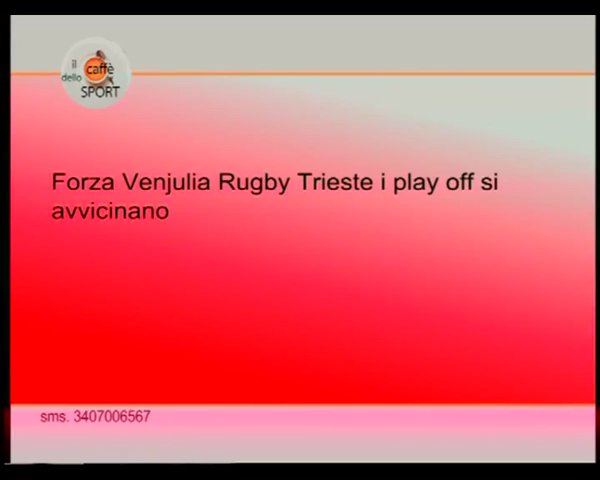 il
dello caffè
SPORT
Forza Venjulia Rugby Trieste i play off si
avvicinano
sms. 3407006567